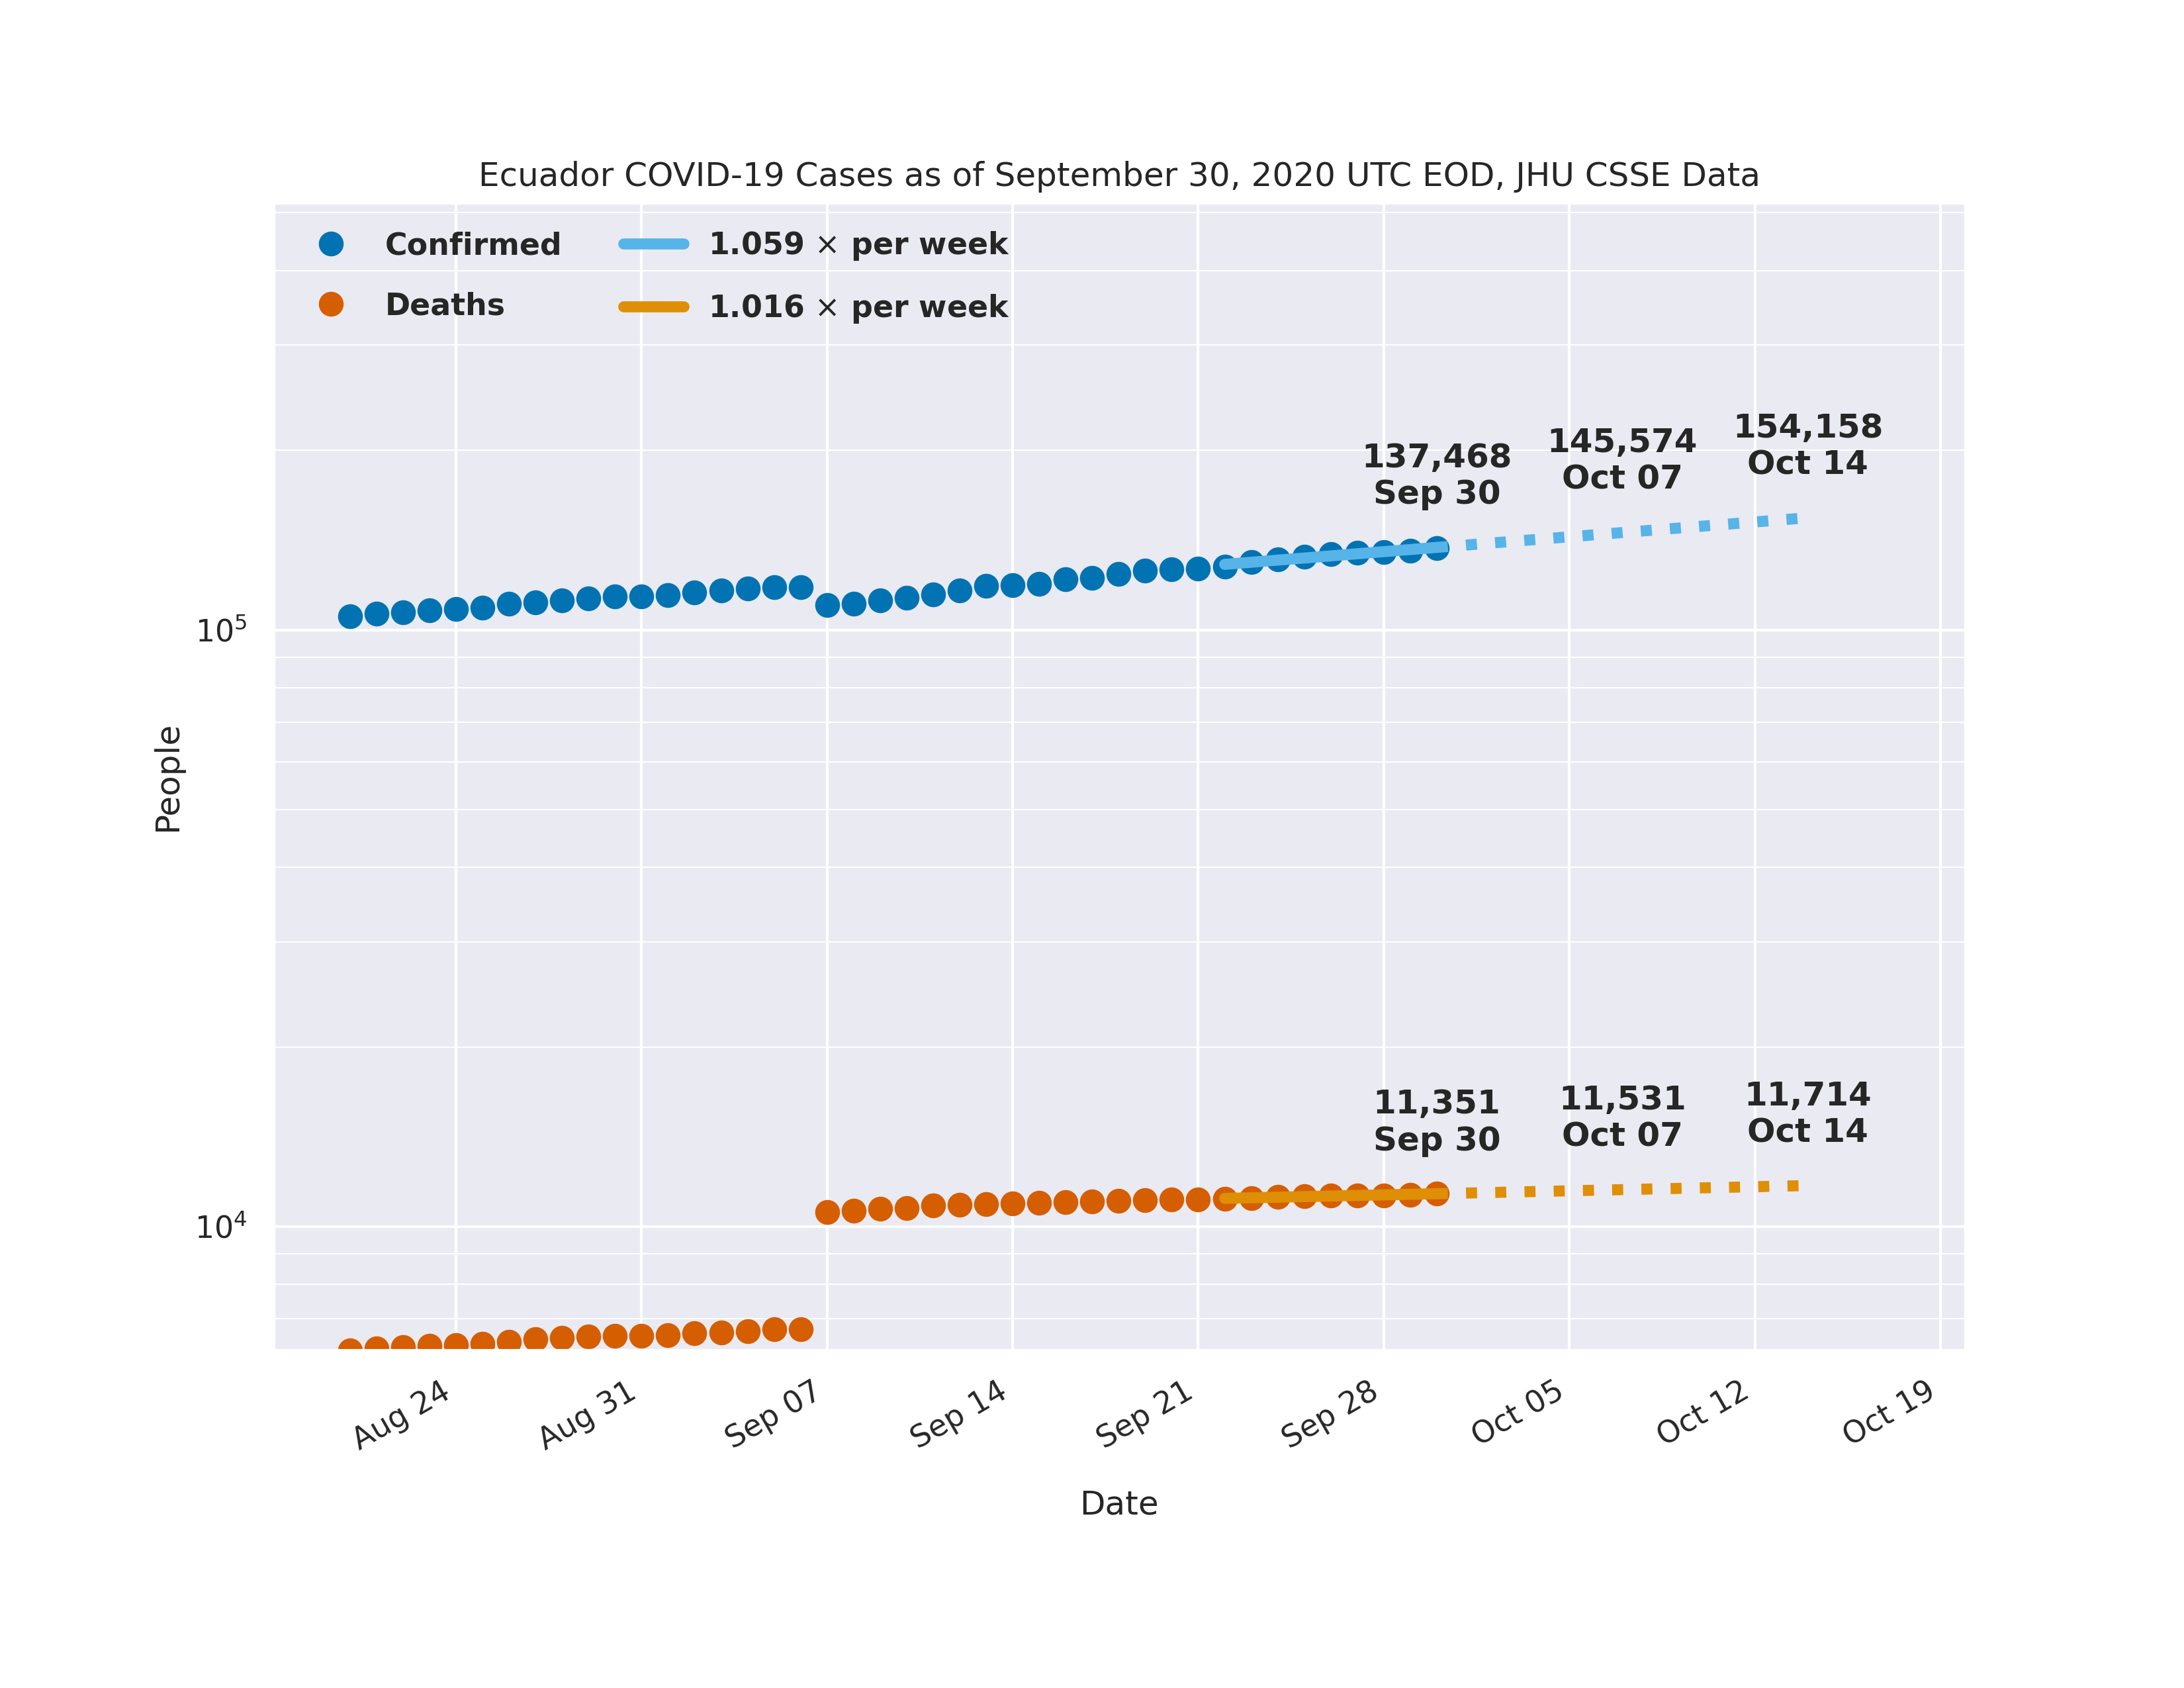 Ecuador COVID-19 Cases as of September 30, 2020 UTC EOD, JHU CSSE Data
Confirmed
Deaths
1.059 × per week
1.016 × per week
137,468
Sep 30
145,574
Oct 07
154,158
Oct 14
10⁵
People
11,351
Sep 30
11,531
Oct 07
11,714
Oct 14
10⁴
Aug 24
Aug 31
Sep 07
Sep 14
Sep 21
Sep 28
Oct 05
Oct 12
Oct 19
Date